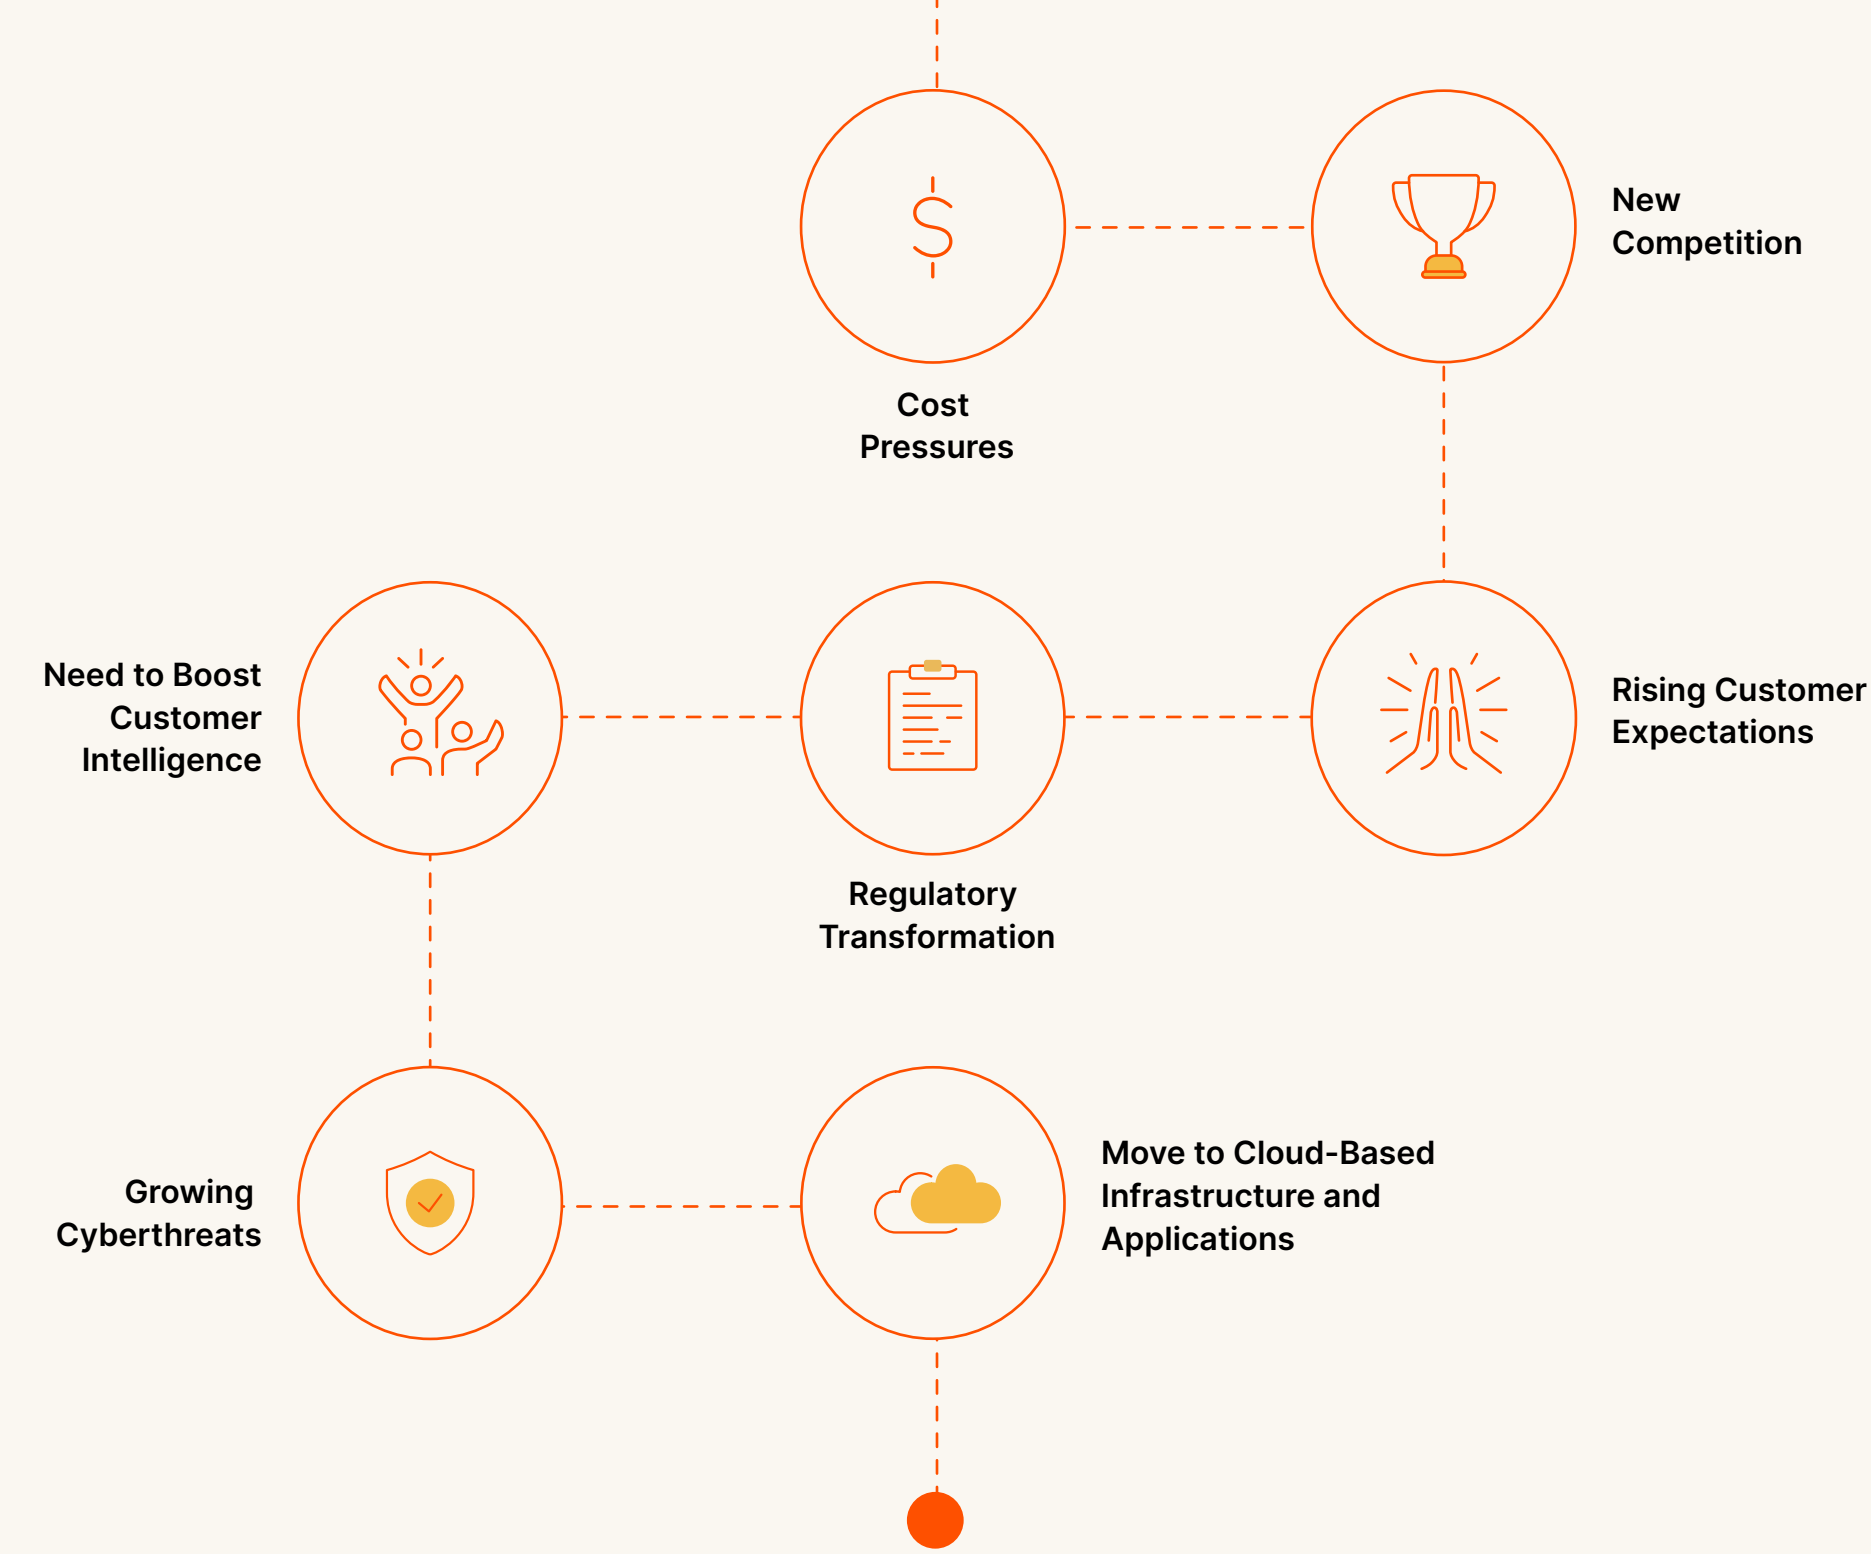 New
Competition
Cost
Pressures
Need to Boost
Customer
Intelligence
Rising Customer
Expectations
Regulatory
Transformation
Growing
Cyberthreats
Move to Cloud-Based
Infrastructure and
Applications